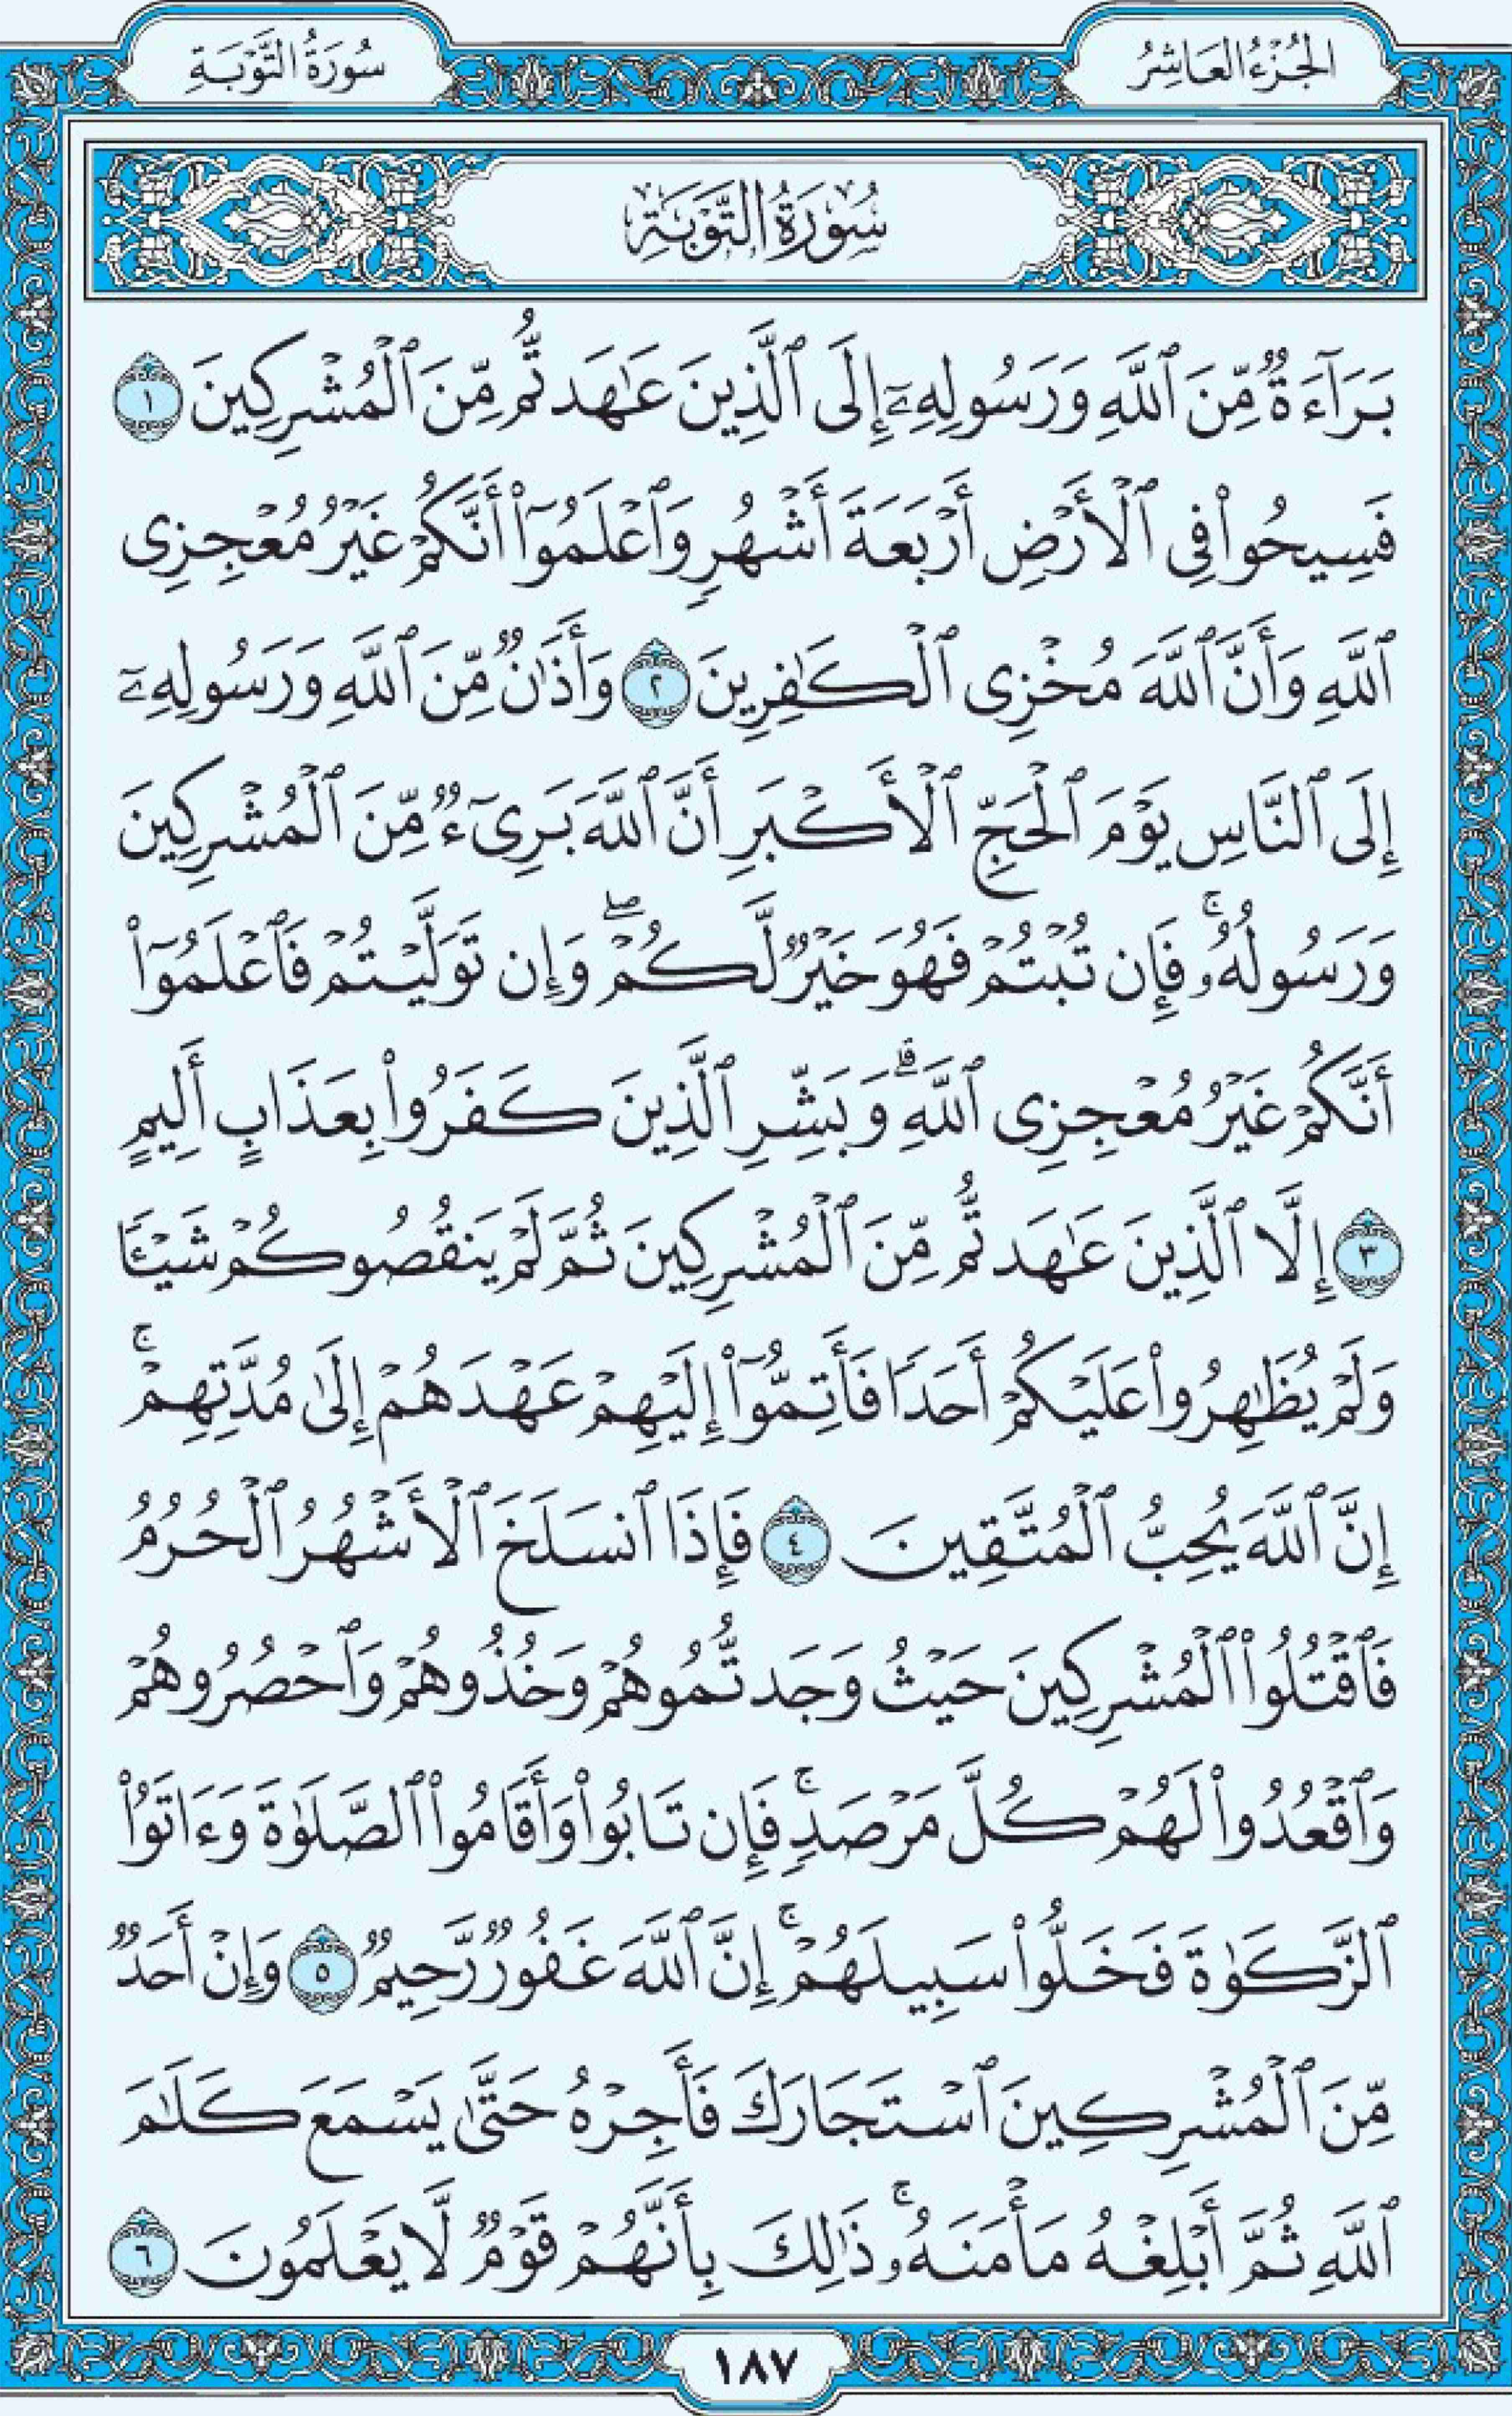 الجُزْءُ العَاشِرُ
سُورَةُ التَّوْبَةِ
سُورَةُ التَّوْبَةِ
بَرَآءَةٌ مِّنَ ٱللَّهِ وَرَسُولِهِۦٓ إِلَى ٱلَّذِينَ عَٰهَدتُّم مِّنَ ٱلْمُشْرِكِينَ ١
فَسِيحُوا۟ فِى ٱلْأَرْضِ أَرْبَعَةَ أَشْهُرٍ وَٱعْلَمُوٓا۟ أَنَّكُمْ غَيْرُ مُعْجِزِى
ٱللَّهِ وَأَنَّ ٱللَّهَ مُخْزِى ٱلْكَٰفِرِينَ ٢ وَأَذَٰنٌ مِّنَ ٱللَّهِ وَرَسُولِهِۦٓ
إِلَى ٱلنَّاسِ يَوْمَ ٱلْحَجِّ ٱلْأَكْبَرِ أَنَّ ٱللَّهَ بَرِىٓءٌ مِّنَ ٱلْمُشْرِكِينَ
وَرَسُولُهُۥ ۚ فَإِن تُبْتُمْ فَهُوَ خَيْرٌ لَّكُمْ ۖ وَإِن تَوَلَّيْتُمْ فَٱعْلَمُوٓا۟
أَنَّكُمْ غَيْرُ مُعْجِزِى ٱللَّهِ ۗ وَبَشِّرِ ٱلَّذِينَ كَفَرُوا۟ بِعَذَابٍ أَلِيمٍ
٣ إِلَّا ٱلَّذِينَ عَٰهَدتُّم مِّنَ ٱلْمُشْرِكِينَ ثُمَّ لَمْ يَنقُصُوكُمْ شَيْـًٔا
وَلَمْ يُظَٰهِرُوا۟ عَلَيْكُمْ أَحَدًا فَأَتِمُّوٓا۟ إِلَيْهِمْ عَهْدَهُمْ إِلَىٰ مُدَّتِهِمْ ۚ
إِنَّ ٱللَّهَ يُحِبُّ ٱلْمُتَّقِينَ ٤ فَإِذَا ٱنسَلَخَ ٱلْأَشْهُرُ ٱلْحُرُمُ
فَٱقْتُلُوا۟ ٱلْمُشْرِكِينَ حَيْثُ وَجَدتُّمُوهُمْ وَخُذُوهُمْ وَٱحْصُرُوهُمْ
وَٱقْعُدُوا۟ لَهُمْ كُلَّ مَرْصَدٍ ۚ فَإِن تَابُوا۟ وَأَقَامُوا۟ ٱلصَّلَوٰةَ وَءَاتَوُا۟
ٱلزَّكَوٰةَ فَخَلُّوا۟ سَبِيلَهُمْ ۚ إِنَّ ٱللَّهَ غَفُورٌ رَّحِيمٌ ٥ وَإِنْ أَحَدٌ
مِّنَ ٱلْمُشْرِكِينَ ٱسْتَجَارَكَ فَأَجِرْهُ حَتَّىٰ يَسْمَعَ كَلَٰمَ
ٱللَّهِ ثُمَّ أَبْلِغْهُ مَأْمَنَهُۥ ۚ ذَٰلِكَ بِأَنَّهُمْ قَوْمٌ لَّا يَعْلَمُونَ ٦
١٨٧